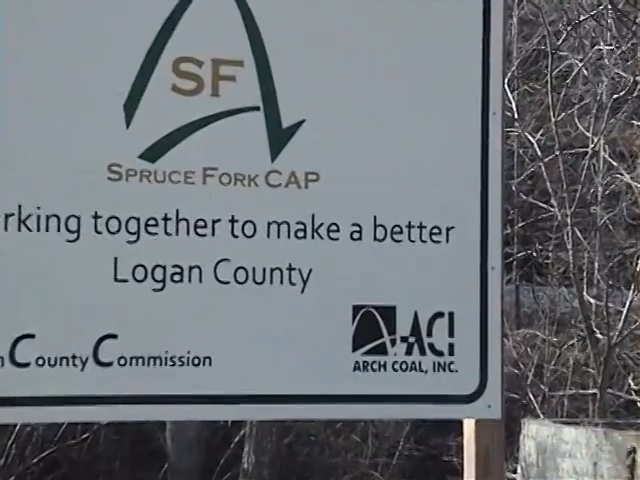 SF
SPRUCE FORK CAP
rking together to make a better
Logan County
County Commission
ACI
ARCH COAL, INC.